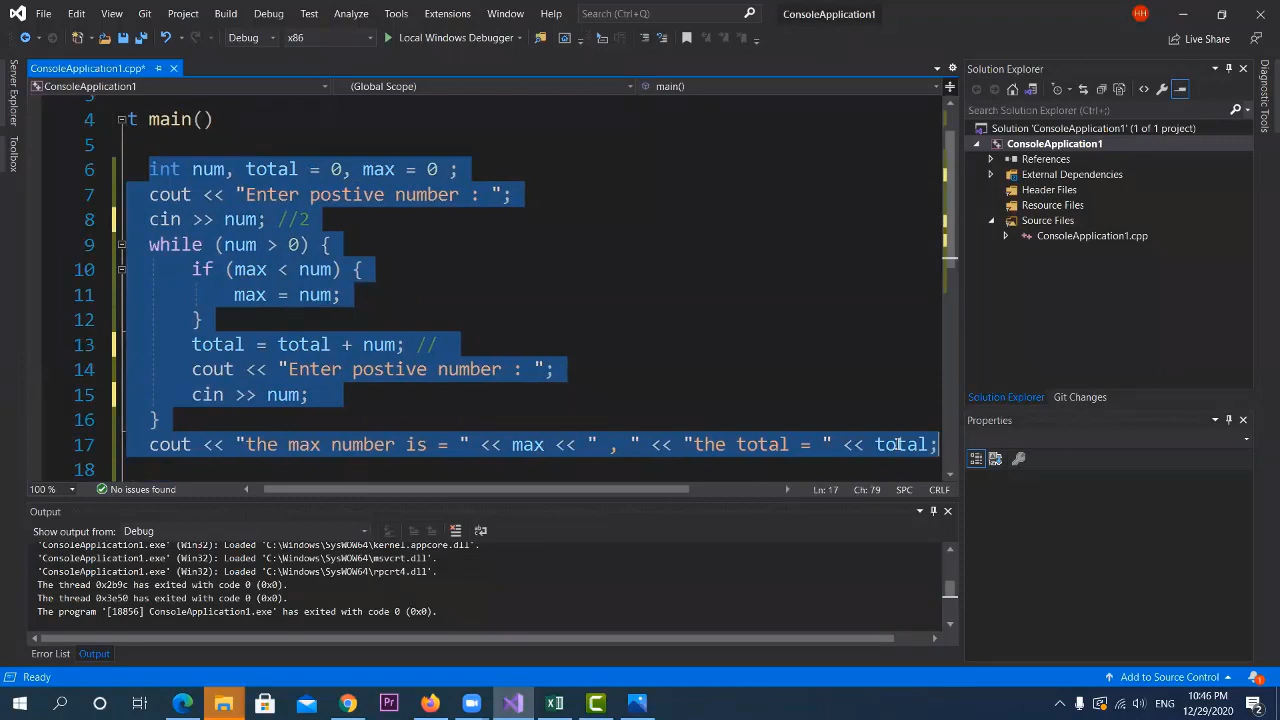 File Edit View Git Project Build Debug Test Analyze Tools Extensions Window Help Search (Ctrl+Q) ConsoleApplication1 HH
Debug x86 Local Windows Debugger Live Share
Server Explorer
Toolbox
ConsoleApplication1.cpp*
ConsoleApplication1 (Global Scope) main()
3
4 t main()
5
6 int num, total = 0, max = 0 ;
7 cout << "Enter postive number : ";
8 cin >> num; //2
9 while (num > 0) {
10 if (max < num) {
11 max = num;
12 }
13 total = total + num; //
14 cout << "Enter postive number : ";
15 cin >> num;
16 }
17 cout << "the max number is = " << max << " , " << "the total = " << total;
18
100 % No issues found Ln: 17 Ch: 79 SPC CRLF
Output
Show output from: Debug
'ConsoleApplication1.exe' (Win32): Loaded 'C:\Windows\SysWOW64\kernel.appcore.dll'.
'ConsoleApplication1.exe' (Win32): Loaded 'C:\Windows\SysWOW64\msvcrt.dll'.
'ConsoleApplication1.exe' (Win32): Loaded 'C:\Windows\SysWOW64\rpcrt4.dll'.
The thread 0x2b9c has exited with code 0 (0x0).
The thread 0x3e50 has exited with code 0 (0x0).
The program '[18856] ConsoleApplication1.exe' has exited with code 0 (0x0).
Error List Output
Solution Explorer
Search Solution Explorer (Ctrl+;)
Solution 'ConsoleApplication1' (1 of 1 project)
ConsoleApplication1
References
External Dependencies
Header Files
Resource Files
Source Files
ConsoleApplication1.cpp
Solution Explorer Git Changes
Properties
Diagnostic Tools
Ready Add to Source Control 1
Pr
10:46 PM
12/29/2020
2